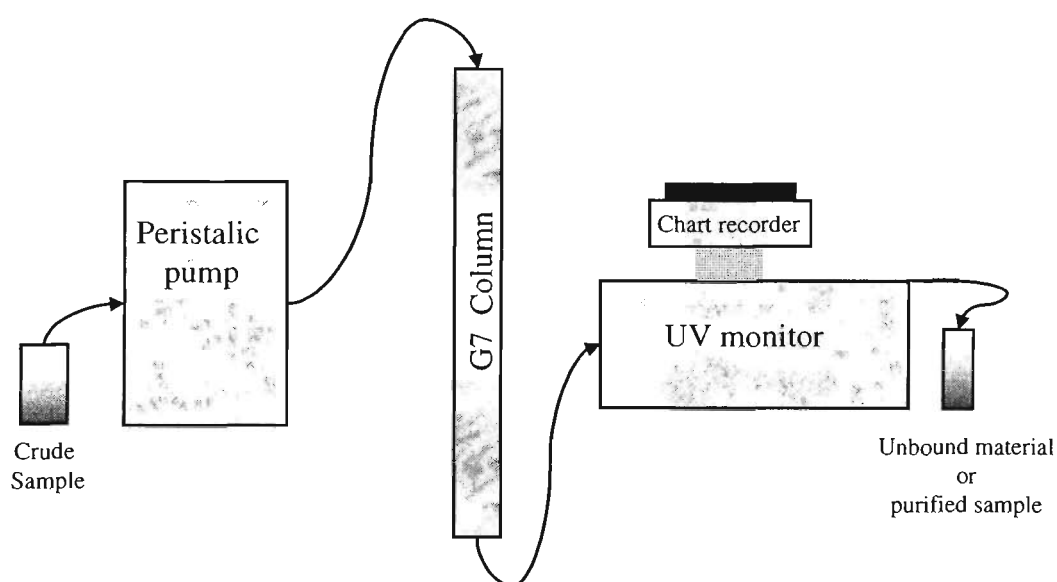 Peristalic
pump
Crude
Sample
G7 Column
Chart recorder
UV monitor
Unbound material
or
purified sample